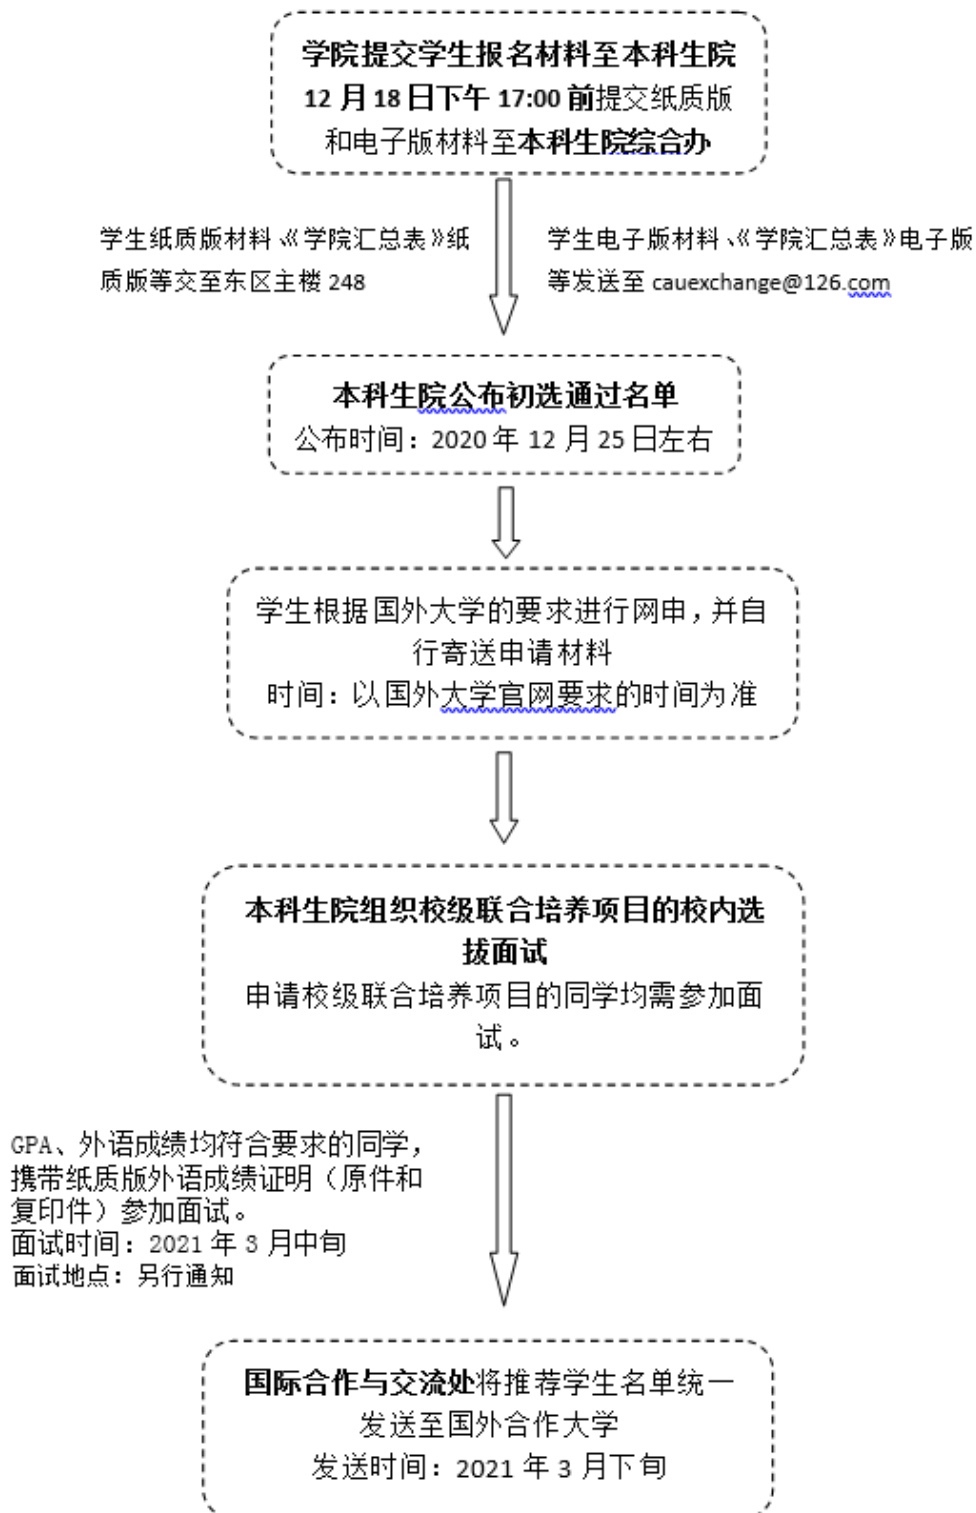 学院提交学生报名材料至本科生院
12 月 18 日下午 17:00 前提交纸质版
和电子版材料至本科生院综合办
学生纸质版材料、《学院汇总表》纸
质版等交至东区主楼 248
学生电子版材料、《学院汇总表》电子版
等发送至 cauexchange@126.com
本科生院公布初选通过名单
公布时间：2020 年 12 月 25 日左右
学生根据国外大学的要求进行网申，并自
行寄送申请材料
时间：以国外大学官网要求的时间为准
本科生院组织校级联合培养项目的校内选
拔面试
申请校级联合培养项目的同学均需参加面
试。
GPA、外语成绩均符合要求的同学，
携带纸质版外语成绩证明（原件和
复印件）参加面试。
面试时间：2021 年 3 月中旬
面试地点：另行通知
国际合作与交流处将推荐学生名单统一
发送至国外合作大学
发送时间：2021 年 3 月下旬